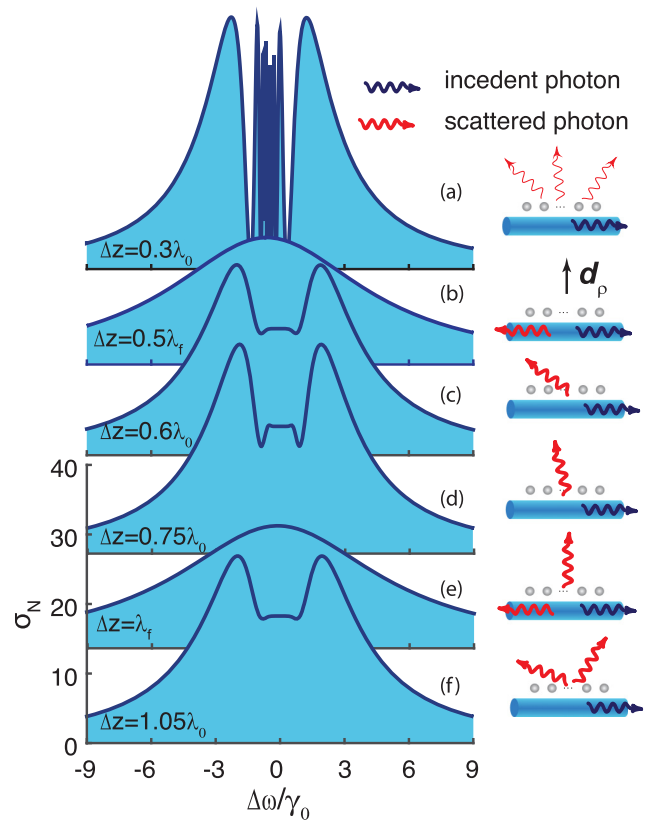 incedent photon
scattered photon
(a)
Δz=0.3λ₀
dρ
(b)
Δz=0.5λf
(c)
Δz=0.6λ₀
(d)
40
30
Δz=0.75λ₀
(e)
σN
20
Δz=λf
(f)
10
Δz=1.05λ₀
0
-9 -6 -3 0 3 6 9
Δω/γ₀